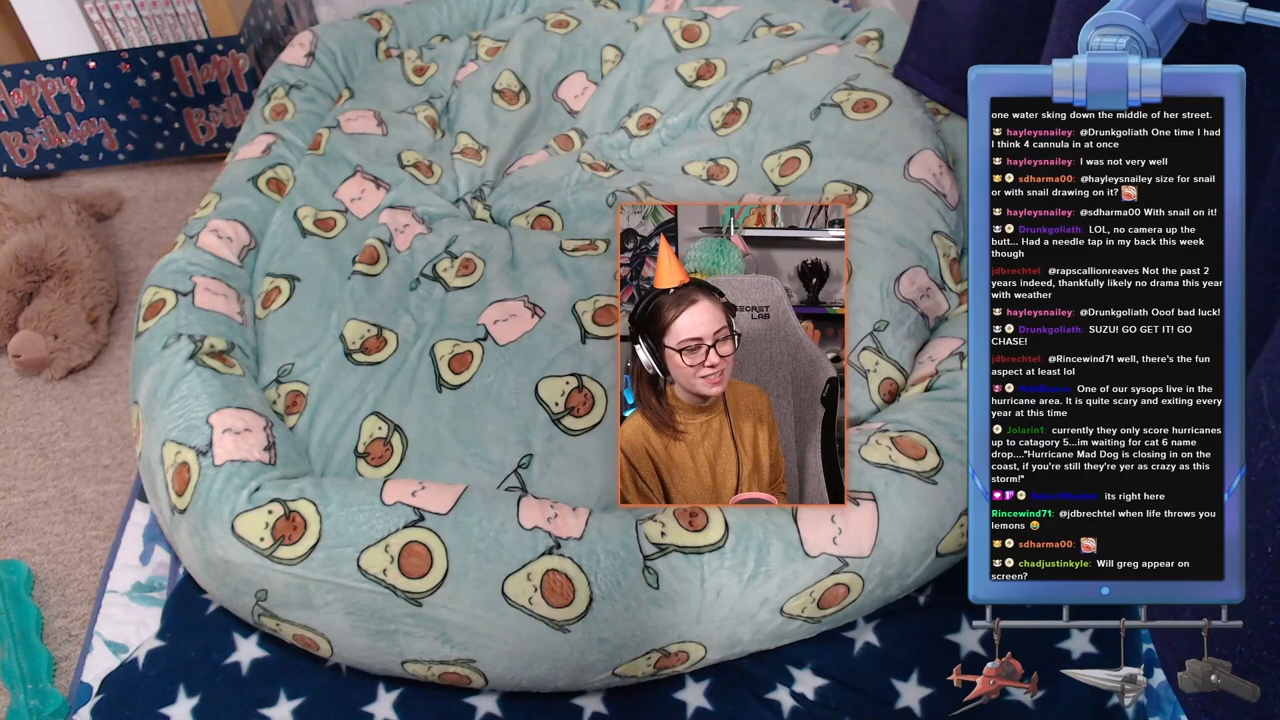 Happy
Birthday
Happ
Bir
SECRET
LAB
one water sking down the middle of her street.
hayleysnailey: @Drunkgoliath One time I had
I think 4 cannula in at once
hayleysnailey: I was not very well
sdharma00: @hayleysnailey size for snail
or with snail drawing on it?
hayleysnailey: @sdharma00 With snail on it!
Drunkgoliath: LOL, no camera up the
butt... Had a needle tap in my back this week
though
jdbrechtel: @rapscallionreaves Not the past 2
years indeed, thankfully likely no drama this year
with weather
hayleysnailey: @Drunkgoliath Ooof bad luck!
Drunkgoliath: SUZU! GO GET IT! GO
CHASE!
jdbrechtel: @Rincewind71 well, there's the fun
aspect at least lol
One of our sysops live in the
hurricane area. It is quite scary and exiting every
year at this time
Jolarin1: currently they only score hurricanes
up to catagory 5...im waiting for cat 6 name
drop...."Hurricane Mad Dog is closing in on the
coast, if you're still they're yer as crazy as this
storm!"
its right here
Rincewind71: @jdbrechtel when life throws you
lemons 😂
sdharma00:
chadjustinkyle: Will greg appear on
screen?